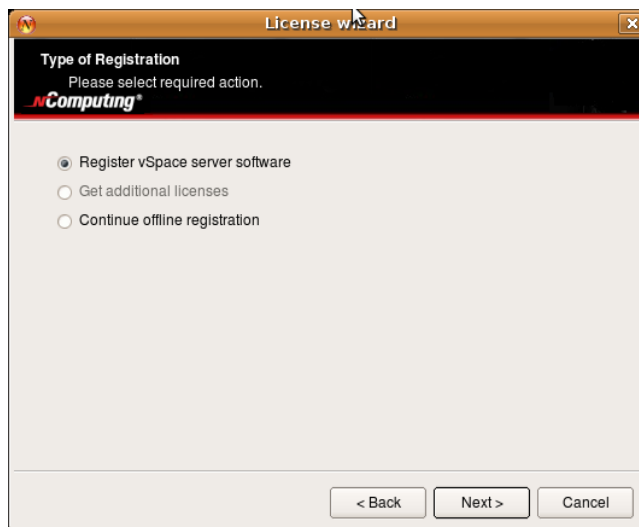 License wizard
Type of Registration
Please select required action.
NComputing®
Register vSpace server software
Get additional licenses
Continue offline registration
< Back Next > Cancel